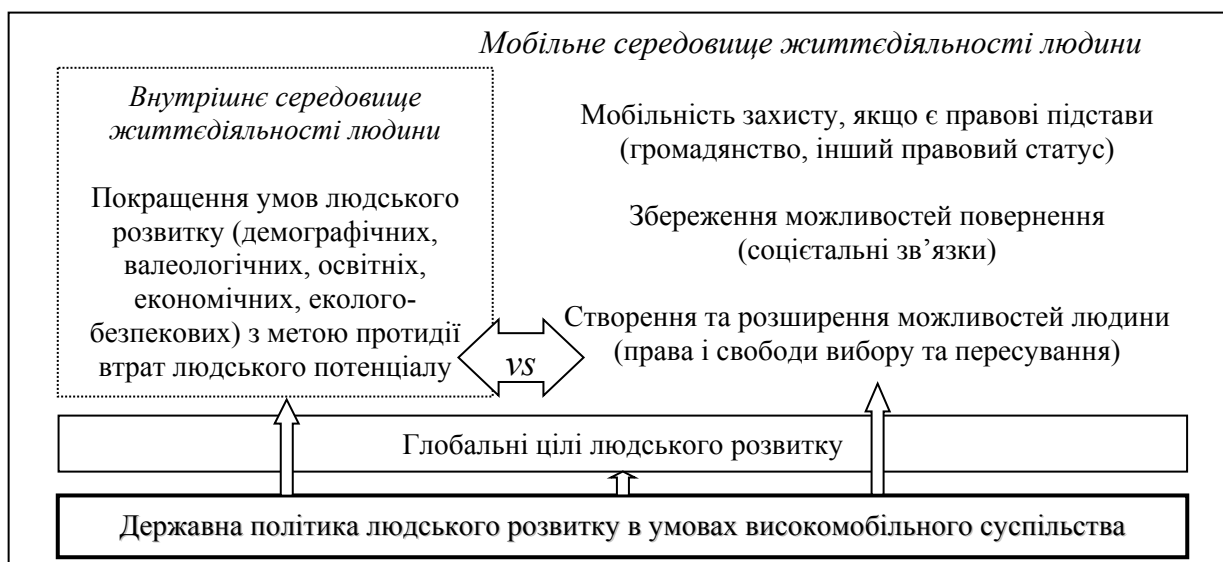 Мобільне середовище життєдіяльності людини
Внутрішнє середовище
життєдіяльності людини
Покращення умов людського
розвитку (демографічних,
валеологічних, освітніх,
економічних, еколого-
безпекових) з метою протидії
втрат людського потенціалу
vs
Мобільність захисту, якщо є правові підстави
(громадянство, інший правовий статус)
Збереження можливостей повернення
(соцієтальні зв’язки)
Створення та розширення можливостей людини
(права і свободи вибору та пересування)
Глобальні цілі людського розвитку
Державна політика людського розвитку в умовах високомобільного суспільства